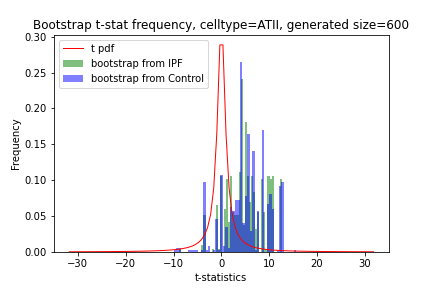 Bootstrap t-stat frequency, celltype=ATII, generated size=600
t pdf
bootstrap from IPF
bootstrap from Control
Frequency
0.30
0.25
0.20
0.15
0.10
0.05
0.00
−30 −20 −10 0 10 20 30
t-statistics